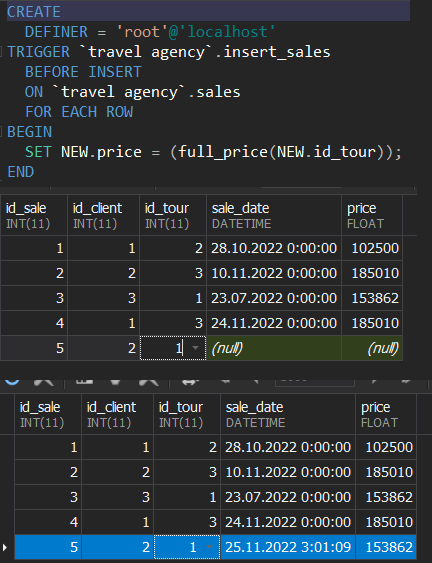 CREATE
DEFINER = 'root'@'localhost'
TRIGGER `travel agency`.insert_sales
BEFORE INSERT
ON `travel agency`.sales
FOR EACH ROW
BEGIN
SET NEW.price = (full_price(NEW.id_tour));
END
id_sale id_client id_tour sale_date price
INT(11) INT(11) INT(11) DATETIME FLOAT
1 1 2 28.10.2022 0:00:00 102500
2 2 3 10.11.2022 0:00:00 185010
3 3 1 23.07.2022 0:00:00 153862
4 1 3 24.11.2022 0:00:00 185010
5 2 1 (null) (null)
id_sale id_client id_tour sale_date price
INT(11) INT(11) INT(11) DATETIME FLOAT
1 1 2 28.10.2022 0:00:00 102500
2 2 3 10.11.2022 0:00:00 185010
3 3 1 23.07.2022 0:00:00 153862
4 1 3 24.11.2022 0:00:00 185010
5 2 1 25.11.2022 3:01:09 153862